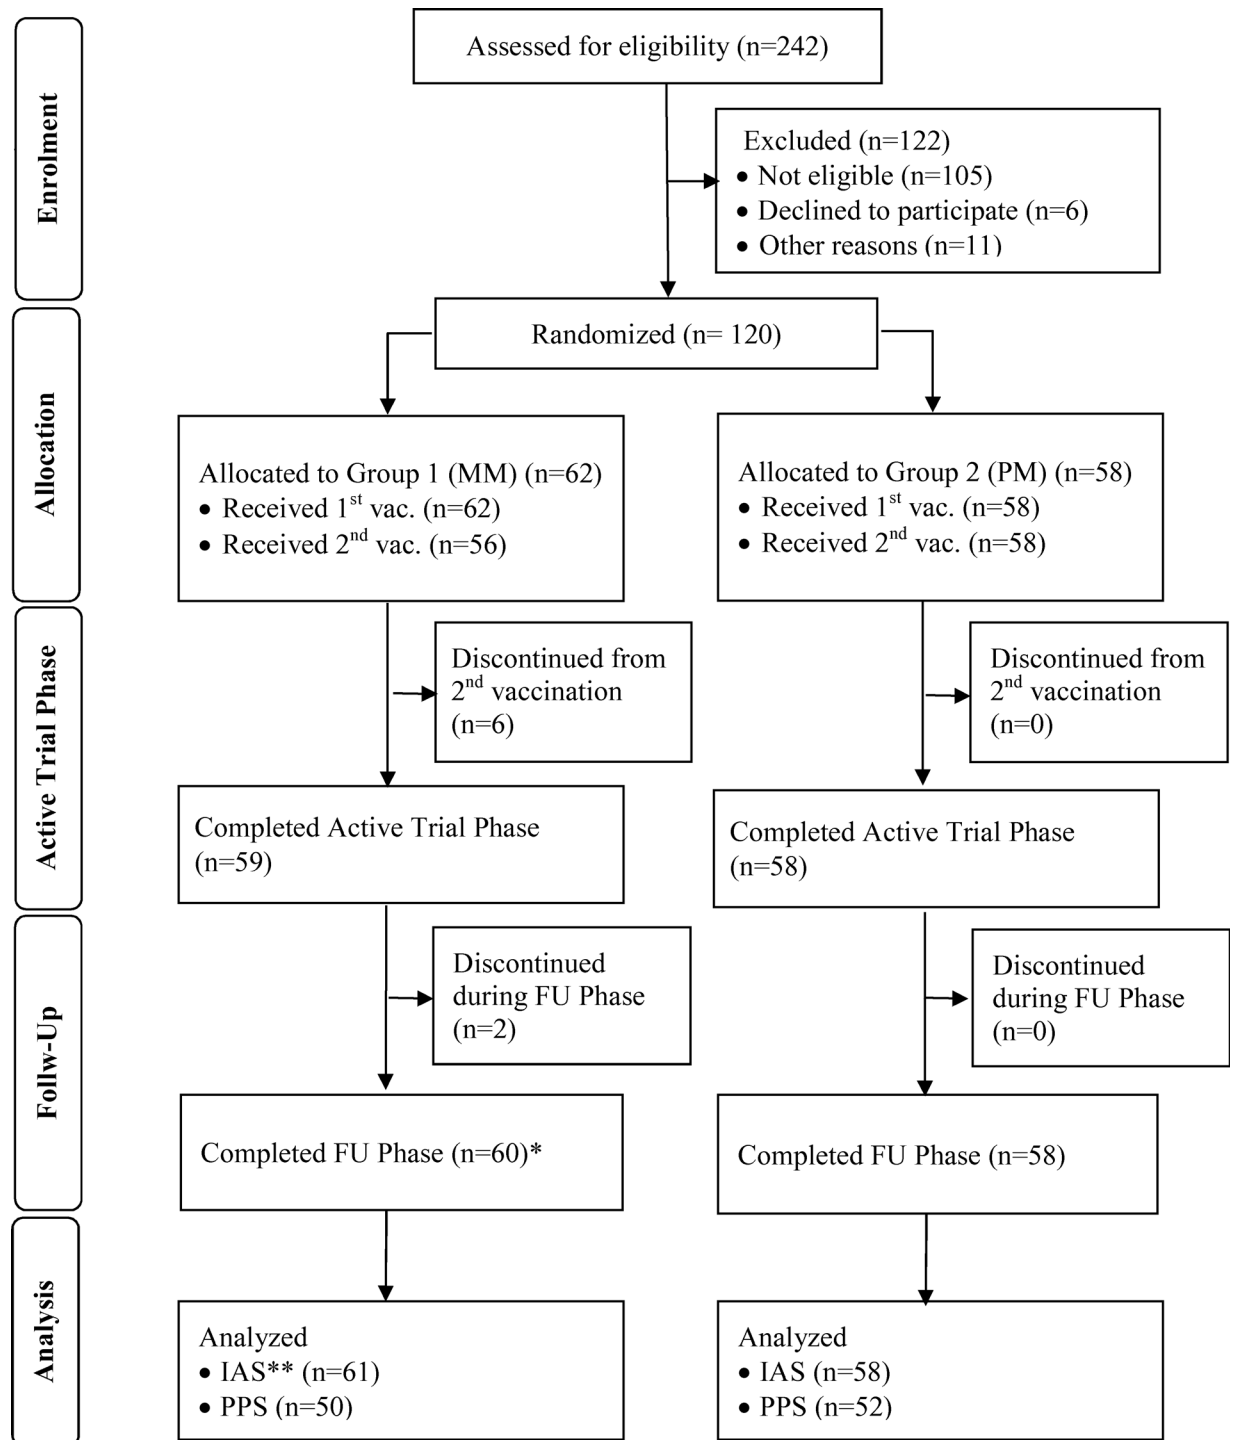 Enrolment
Assessed for eligibility (n=242)
Excluded (n=122)
• Not eligible (n=105)
• Declined to participate (n=6)
• Other reasons (n=11)
Allocation
Randomized (n= 120)
Allocated to Group 1 (MM) (n=62)
• Received 1st vac. (n=62)
• Received 2nd vac. (n=56)
Allocated to Group 2 (PM) (n=58)
• Received 1st vac. (n=58)
• Received 2nd vac. (n=58)
Active Trial Phase
Discontinued from
2nd vaccination
(n=6)
Discontinued from
2nd vaccination
(n=0)
Completed Active Trial Phase
(n=59)
Completed Active Trial Phase
(n=58)
Follw-Up
Discontinued
during FU Phase
(n=2)
Discontinued
during FU Phase
(n=0)
Completed FU Phase (n=60)*
Completed FU Phase (n=58)
Analysis
Analyzed
• IAS** (n=61)
• PPS (n=50)
Analyzed
• IAS (n=58)
• PPS (n=52)